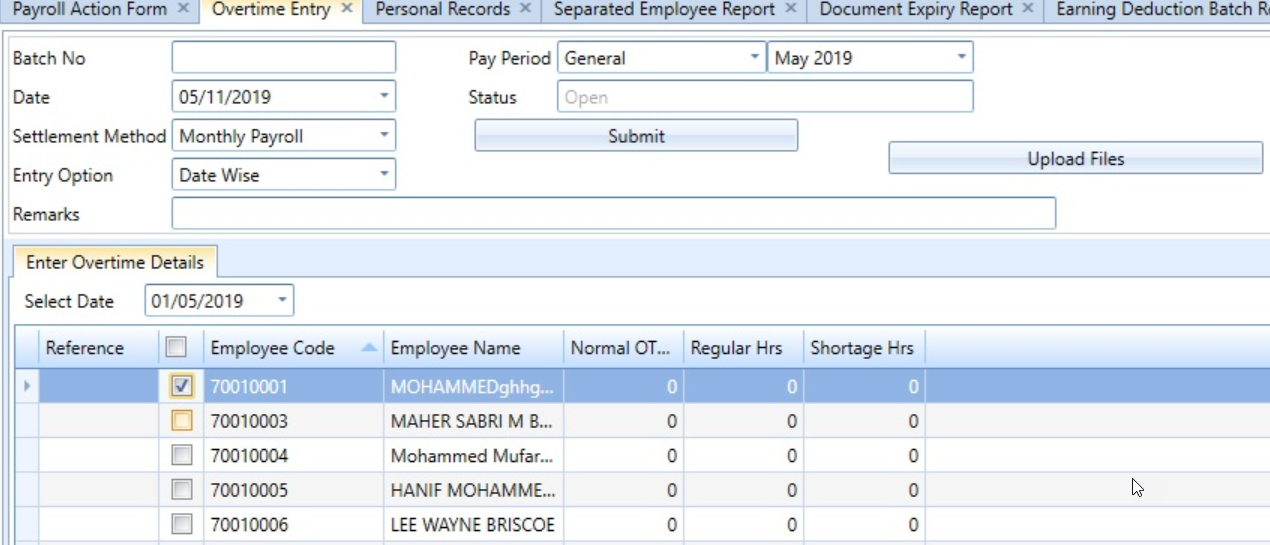 Payroll Action Form Overtime Entry Personal Records Separated Employee Report Document Expiry Report Earning Deduction Batch
Batch No Pay Period General May 2019
Date 05/11/2019 Status Open
Settlement Method Monthly Payroll Submit
Upload Files
Entry Option Date Wise
Remarks
Enter Overtime Details
Select Date 01/05/2019
Reference Employee Code Employee Name Normal OT... Regular Hrs Shortage Hrs
70010001 MOHAMMEDghhg... 0 0 0
70010003 MAHER SABRI M B... 0 0 0
70010004 Mohammed Mufar... 0 0 0
70010005 HANIF MOHAMME... 0 0 0
70010006 LEE WAYNE BRISCOE 0 0 0